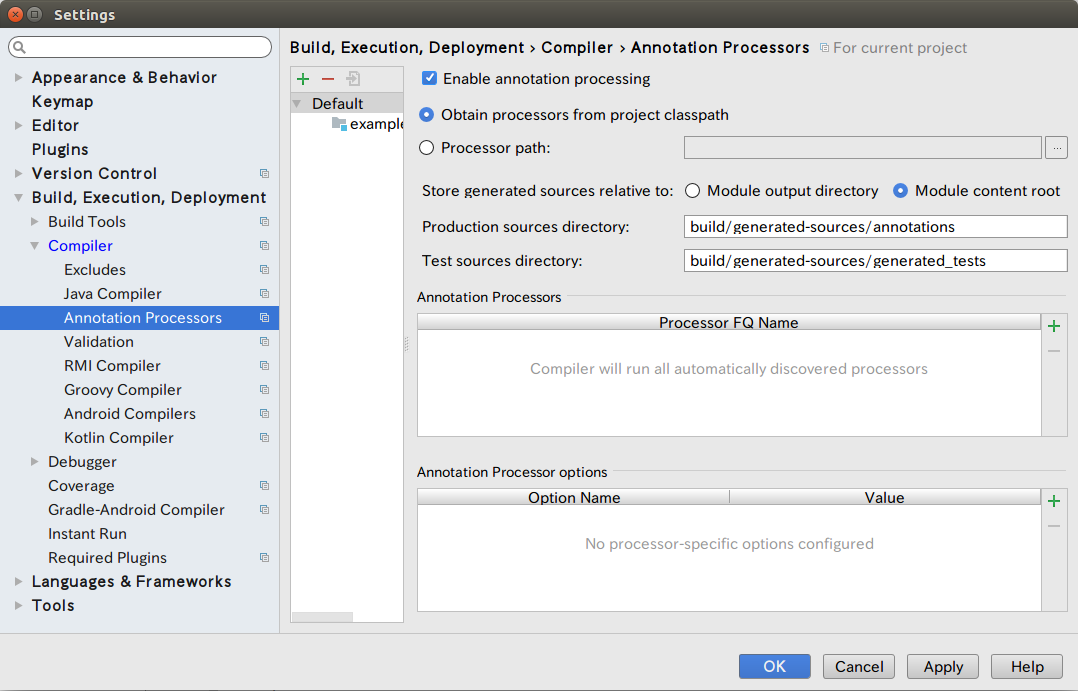 Settings
Appearance & Behavior
Keymap
Editor
Plugins
Version Control
Build, Execution, Deployment
Build Tools
Compiler
Excludes
Java Compiler
Annotation Processors
Validation
RMI Compiler
Groovy Compiler
Android Compilers
Kotlin Compiler
Debugger
Coverage
Gradle-Android Compiler
Instant Run
Required Plugins
Languages & Frameworks
Tools
Build, Execution, Deployment › Compiler › Annotation Processors For current project
Default
example
Enable annotation processing
Obtain processors from project classpath
Processor path: ...
Store generated sources relative to: Module output directory Module content root
Production sources directory: build/generated-sources/annotations
Test sources directory: build/generated-sources/generated_tests
Annotation Processors
Processor FQ Name
Compiler will run all automatically discovered processors
Annotation Processor options
Option Name Value
No processor-specific options configured
OK Cancel Apply Help